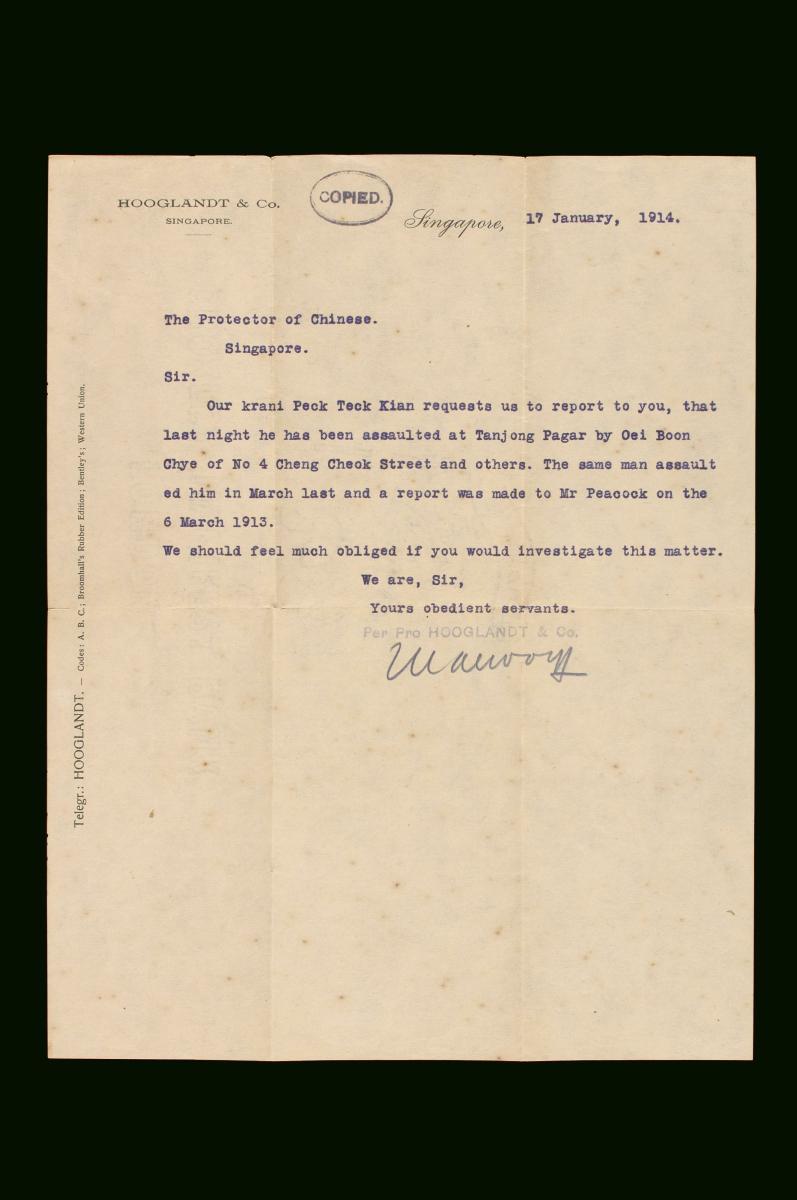 HOOGLANDT & Co.
SINGAPORE.
COPIED.
Singapore, 17 January, 1914.
The Protector of Chinese.
Singapore.
Sir.
Our krani Peck Teck Kian requests us to report to you, that
last night he has been assaulted at Tanjong Pagar by Oei Boon
Chye of No 4 Cheng Cheok Street and others. The same man assault
ed him in March last and a report was made to Mr Peacock on the
6 March 1913.
We should feel much obliged if you would investigate this matter.
We are, Sir,
Yours obedient servants.
Per Pro HOOGLANDT & Co.
Telegr.: HOOGLANDT. — Codes: A. B. C.; Broomhall's Rubber Edition; Bentley's; Western Union.